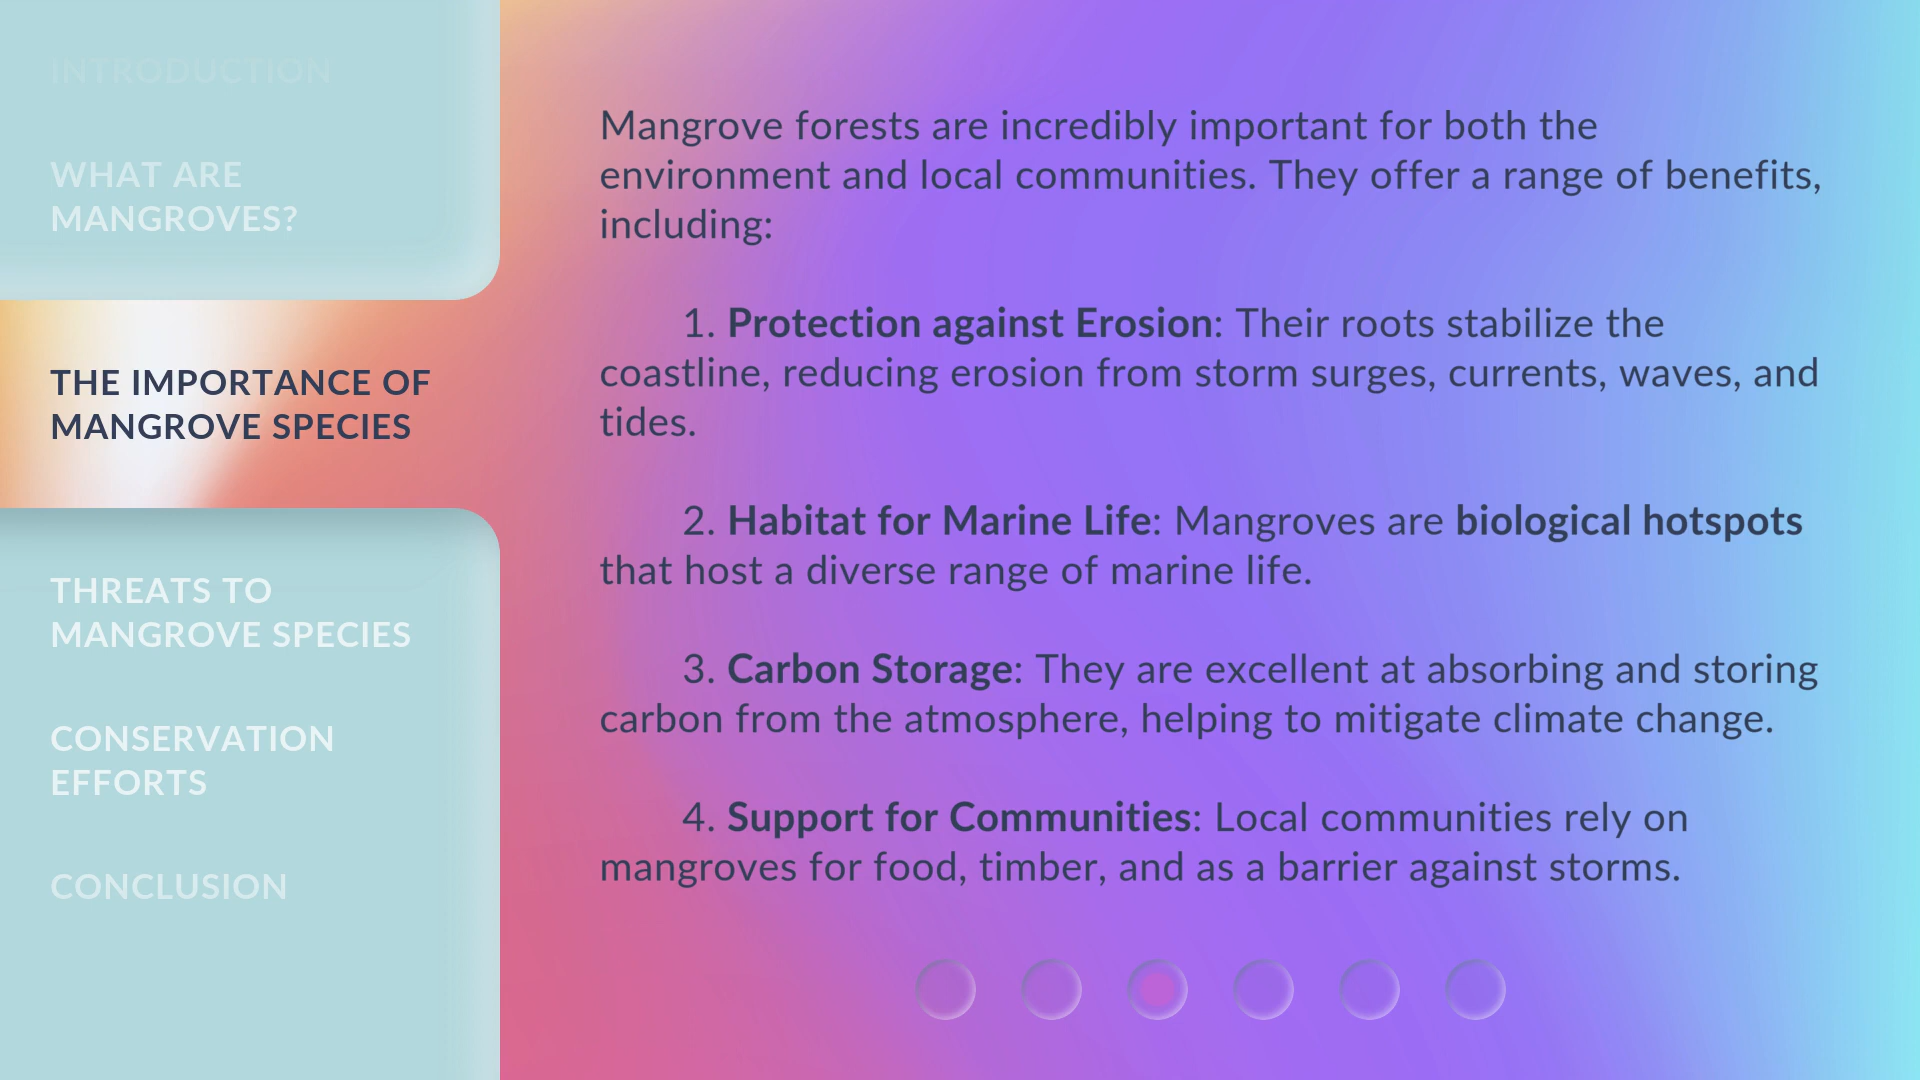 INTRODUCTION
WHAT ARE
MANGROVES?
THE IMPORTANCE OF
MANGROVE SPECIES
THREATS TO
MANGROVE SPECIES
CONSERVATION
EFFORTS
CONCLUSION
Mangrove forests are incredibly important for both the
environment and local communities. They offer a range of benefits,
including:
1. Protection against Erosion: Their roots stabilize the
coastline, reducing erosion from storm surges, currents, waves, and
tides.
2. Habitat for Marine Life: Mangroves are biological hotspots
that host a diverse range of marine life.
3. Carbon Storage: They are excellent at absorbing and storing
carbon from the atmosphere, helping to mitigate climate change.
4. Support for Communities: Local communities rely on
mangroves for food, timber, and as a barrier against storms.